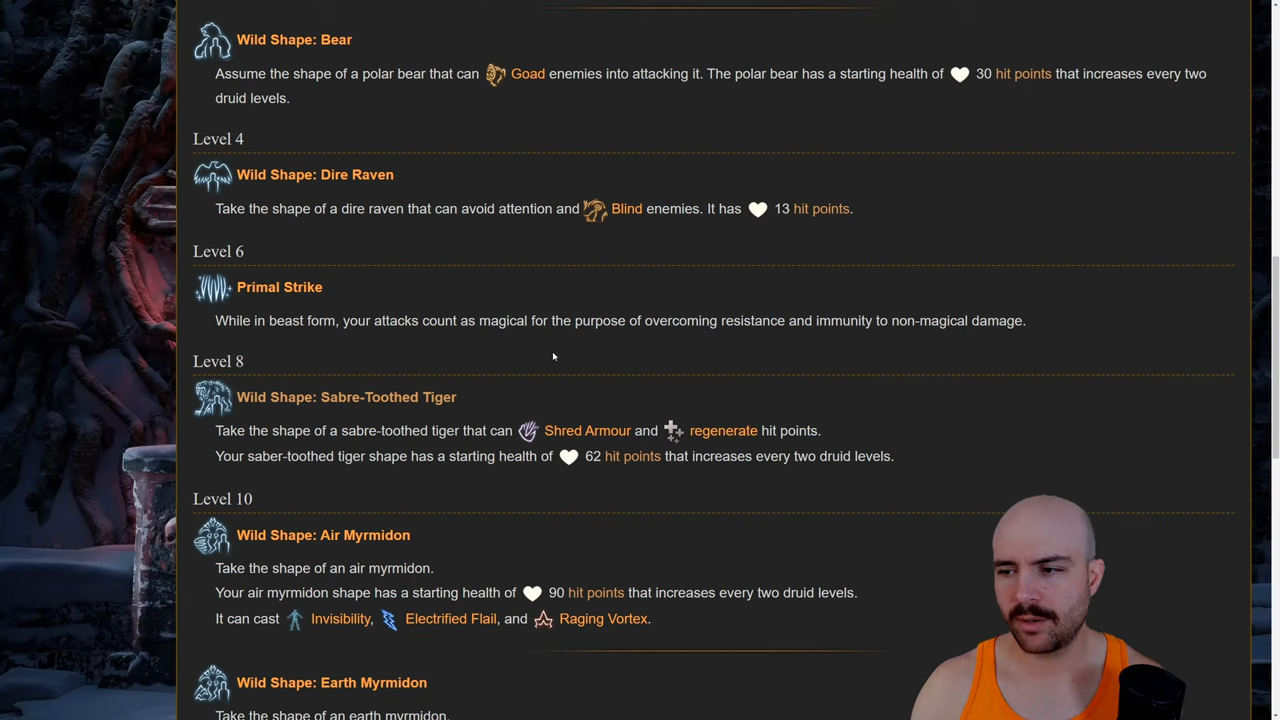 Wild Shape: Bear
Assume the shape of a polar bear that can Goad enemies into attacking it. The polar bear has a starting health of 30 hit points that increases every two
druid levels.
Level 4
Wild Shape: Dire Raven
Take the shape of a dire raven that can avoid attention and Blind enemies. It has 13 hit points.
Level 6
Primal Strike
While in beast form, your attacks count as magical for the purpose of overcoming resistance and immunity to non-magical damage.
Level 8
Wild Shape: Sabre-Toothed Tiger
Take the shape of a sabre-toothed tiger that can Shred Armour and regenerate hit points.
Your saber-toothed tiger shape has a starting health of 62 hit points that increases every two druid levels.
Level 10
Wild Shape: Air Myrmidon
Take the shape of an air myrmidon.
Your air myrmidon shape has a starting health of 90 hit points that increases every two druid levels.
It can cast Invisibility, Electrified Flail, and Raging Vortex.
Wild Shape: Earth Myrmidon
Take the shape of an earth myrmidon.